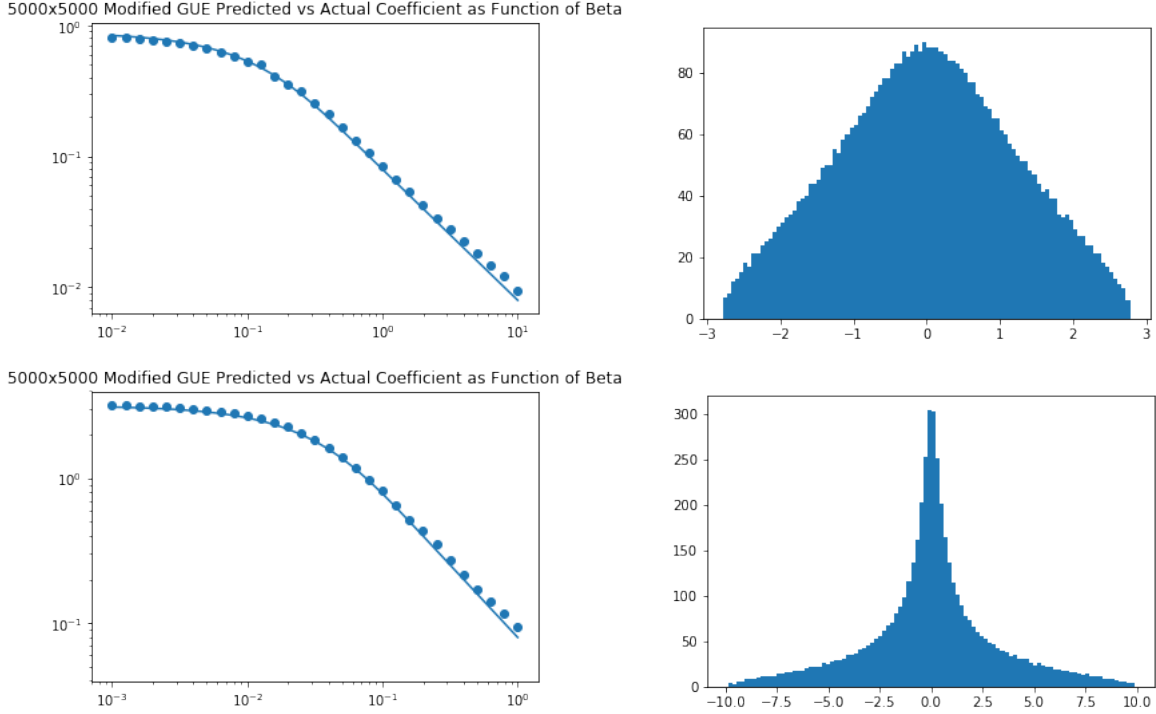 5000x5000 Modified GUE Predicted vs Actual Coefficient as Function of Beta
10⁰
10⁻¹
10⁻²
10⁻² 10⁻¹ 10⁰ 10¹
80
60
40
20
0
−3 −2 −1 0 1 2 3
5000x5000 Modified GUE Predicted vs Actual Coefficient as Function of Beta
10⁰
10⁻¹
10⁻³ 10⁻² 10⁻¹ 10⁰
300
250
200
150
100
50
0
−10.0 −7.5 −5.0 −2.5 0.0 2.5 5.0 7.5 10.0